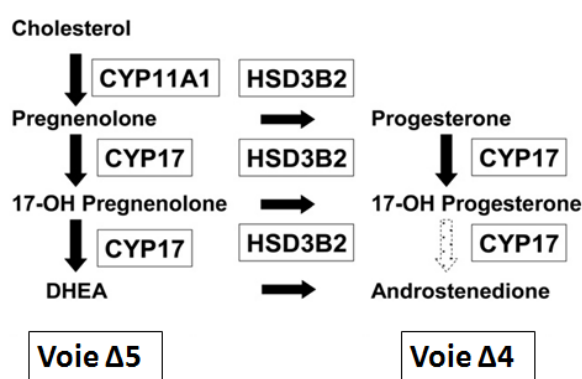 Cholesterol
CYP11A1 HSD3B2
Pregnenolone Progesterone
CYP17 HSD3B2 CYP17
17-OH Pregnenolone 17-OH Progesterone
CYP17 HSD3B2 CYP17
DHEA Androstenedione
Voie Δ5 Voie Δ4